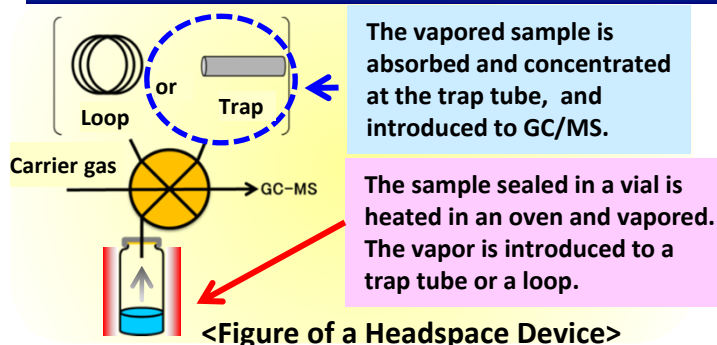 The vapored sample is
absorbed and concentrated
at the trap tube, and
introduced to GC/MS.
or
Loop
Trap
Carrier gas
GC-MS
The sample sealed in a vial is
heated in an oven and vapored.
The vapor is introduced to a
trap tube or a loop.
<Figure of a Headspace Device>